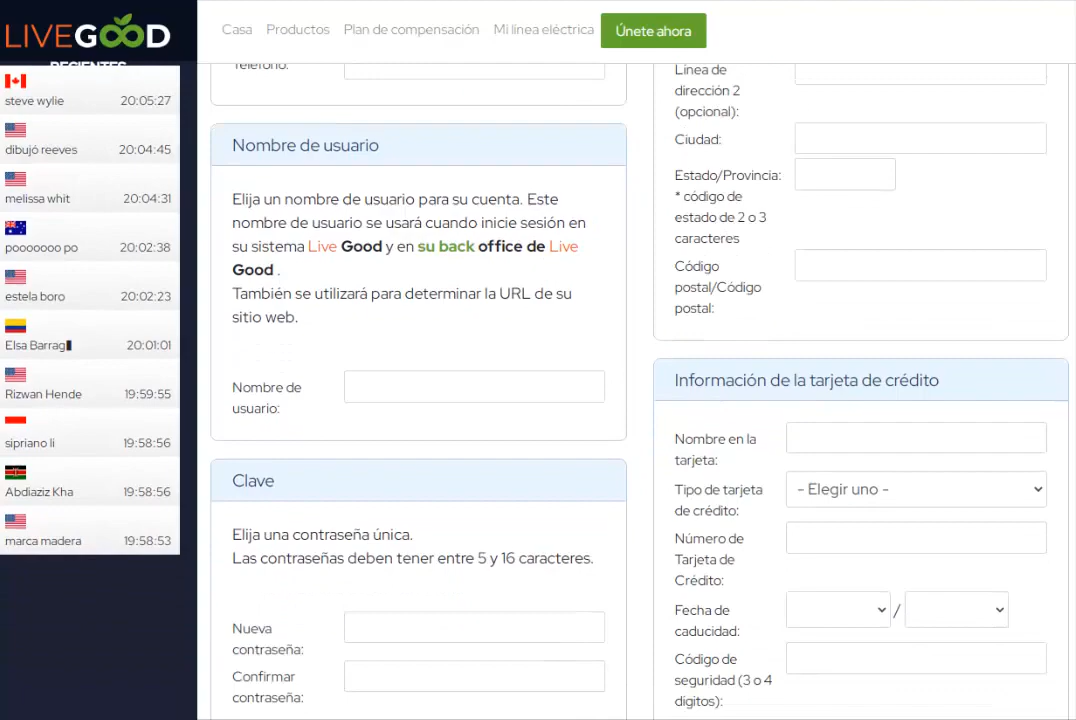 LIVEGOOD
Casa Productos Plan de compensación Mi línea eléctrica Únete ahora
RECIENTES
steve wylie 20:05:27
dibujó reeves 20:04:45
melissa whit 20:04:31
pooooooo po 20:02:38
estela boro 20:02:23
Elsa Barrag 20:01:01
Rizwan Hende 19:59:55
sipriano li 19:58:56
Abdiaziz Kha 19:58:56
marca madera 19:58:53
Teléfono:
Nombre de usuario
Elija un nombre de usuario para su cuenta. Este
nombre de usuario se usará cuando inicie sesión en
su sistema Live Good y en su back office de Live
Good .
También se utilizará para determinar la URL de su
sitio web.
Nombre de
usuario:
Clave
Elija una contraseña única.
Las contraseñas deben tener entre 5 y 16 caracteres.
Nueva
contraseña:
Confirmar
contraseña:
Línea de
dirección 2
(opcional):
Ciudad:
Estado/Provincia:
* código de
estado de 2 o 3
caracteres
Código
postal/Código
postal:
Información de la tarjeta de crédito
Nombre en la
tarjeta:
Tipo de tarjeta
de crédito:
- Elegir uno -
Número de
Tarjeta de
Crédito:
Fecha de
caducidad:
/
Código de
seguridad (3 o 4
digitos):